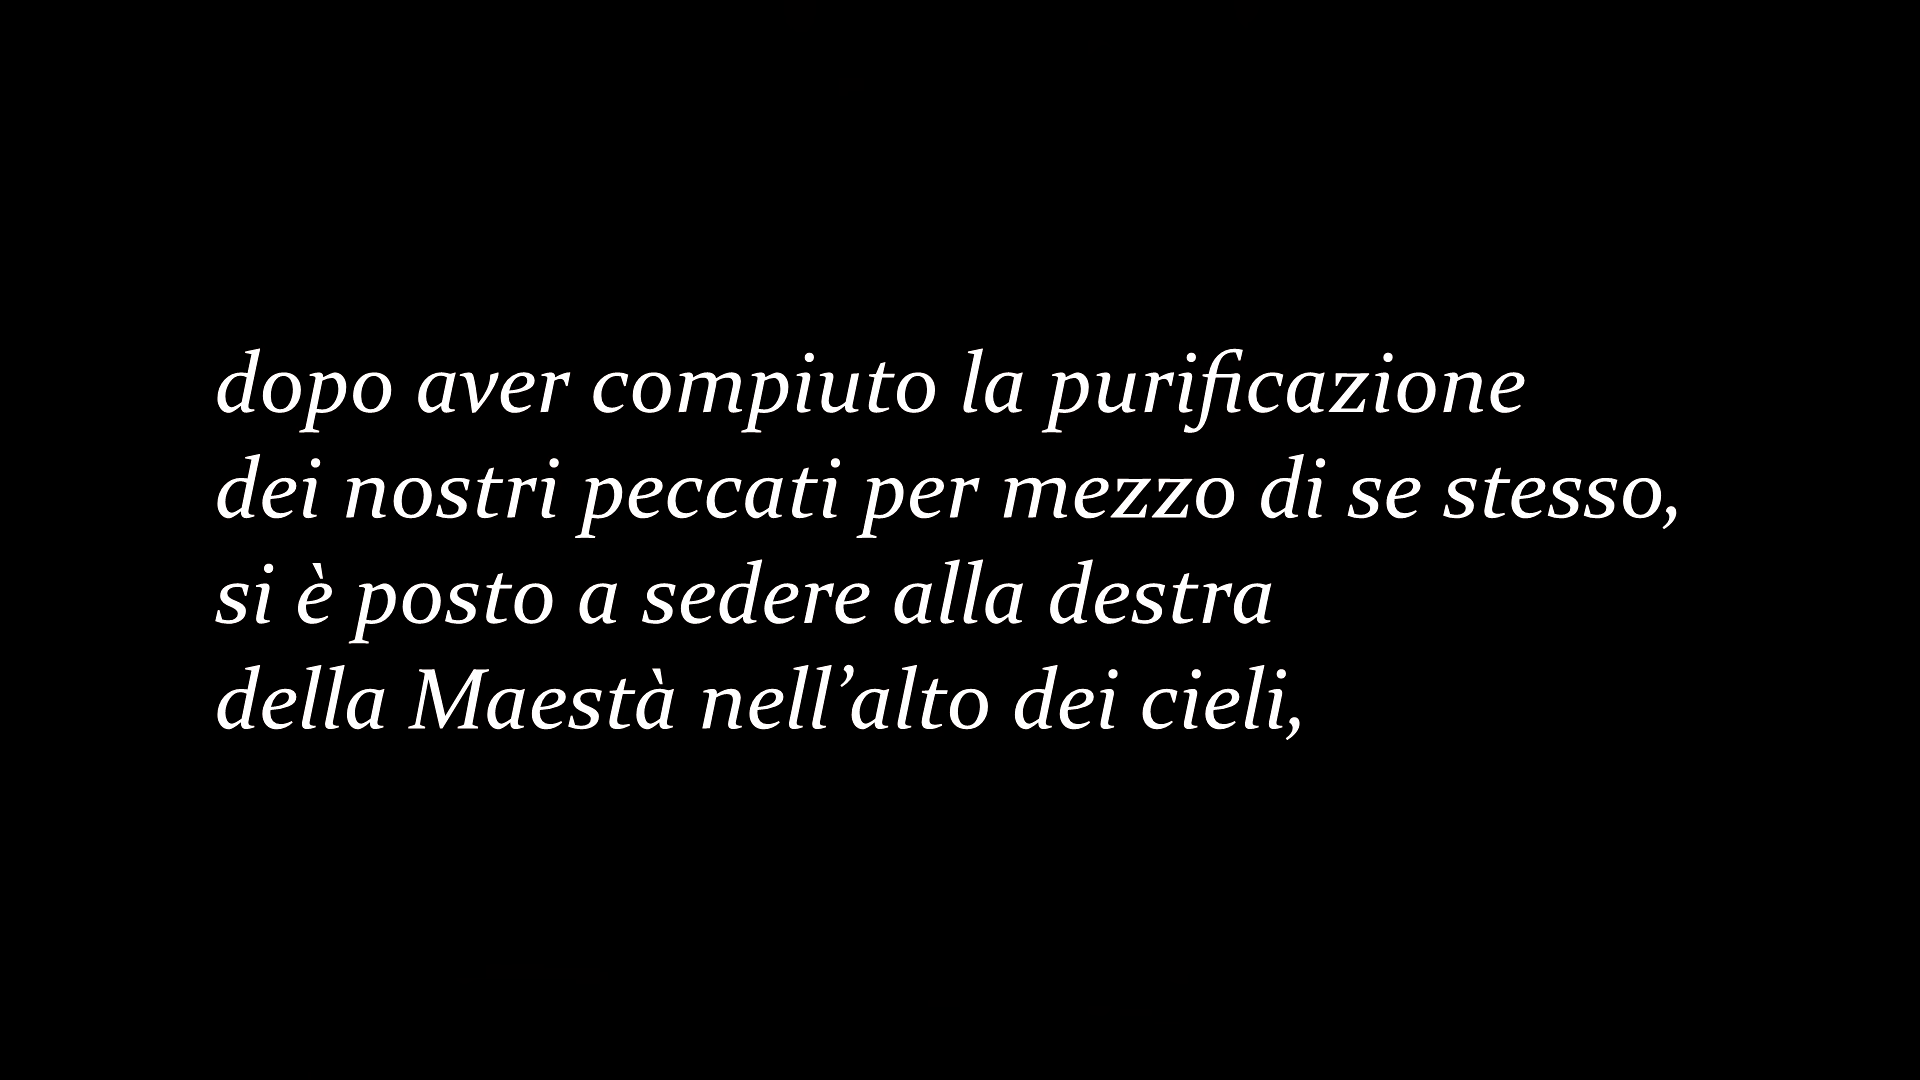 dopo aver compiuto la purificazione
dei nostri peccati per mezzo di se stesso,
si è posto a sedere alla destra
della Maestà nell’alto dei cieli,